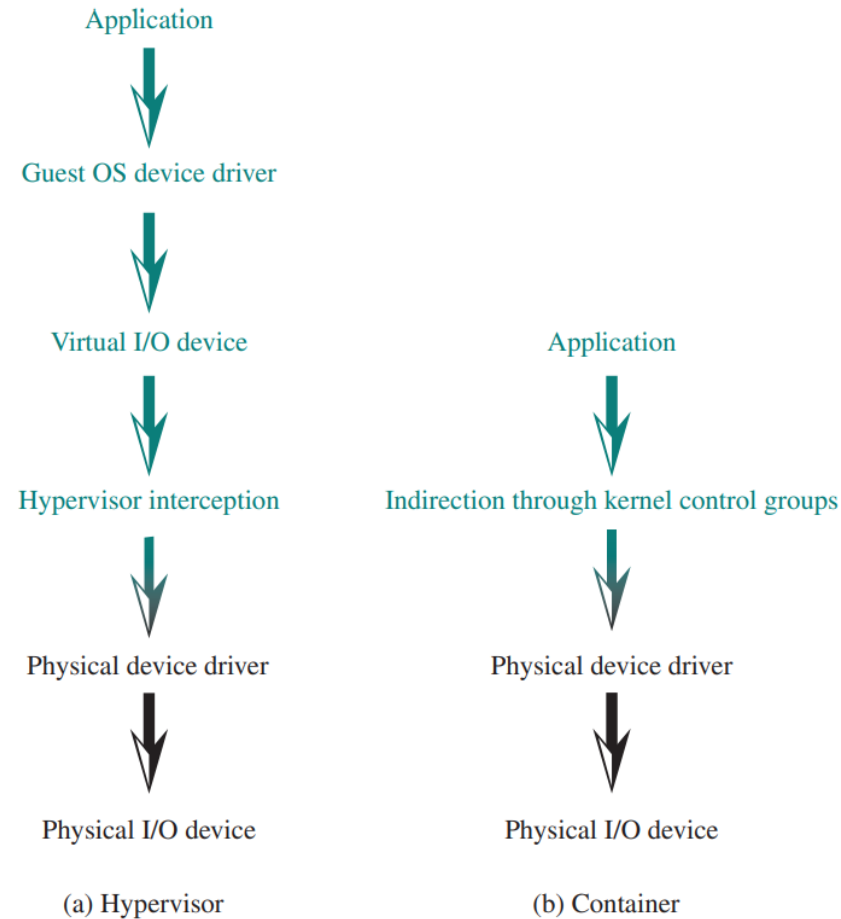 Application
Guest OS device driver
Virtual I/O device
Hypervisor interception
Physical device driver
Physical I/O device
(a) Hypervisor
Application
Indirection through kernel control groups
Physical device driver
Physical I/O device
(b) Container